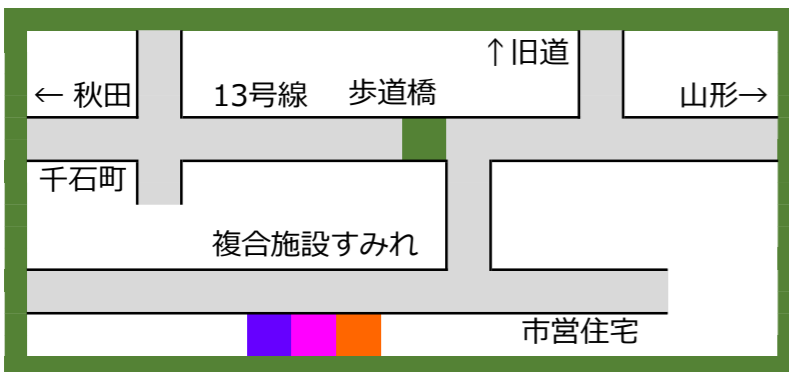 ↑旧道
← 秋田
13号線
歩道橋
山形→
千石町
複合施設すみれ
市営住宅